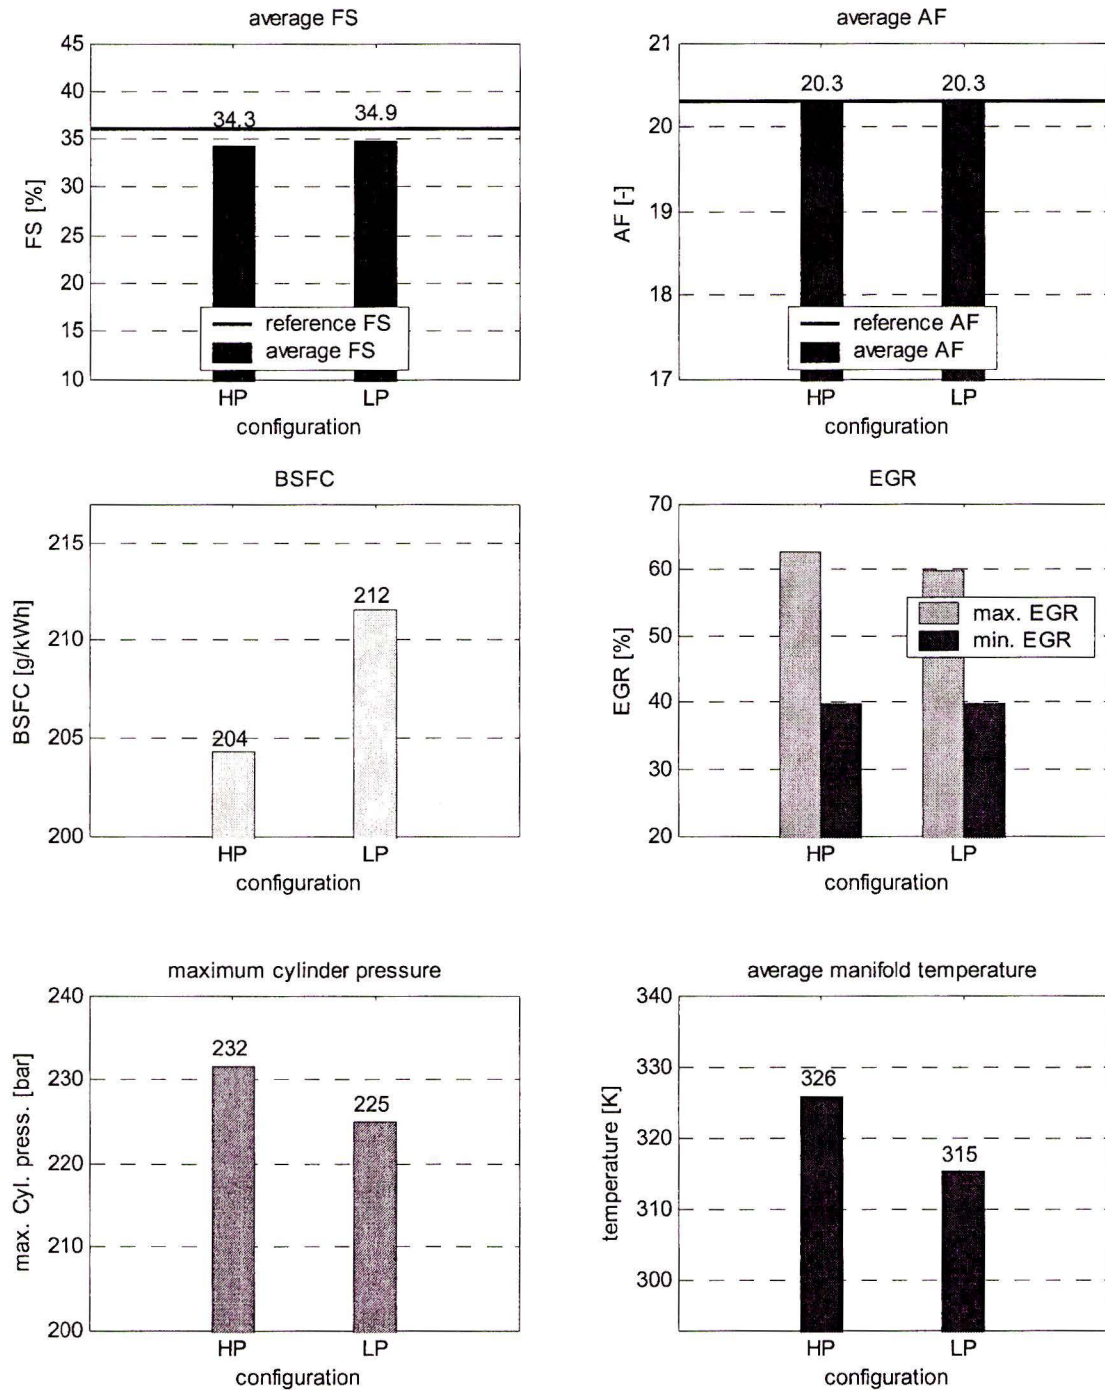 average FS
45
40
35
30
25
20
15
10
FS [%]
34.3
34.9
reference FS
average FS
HP
LP
configuration
average AF
21
20
19
18
17
AF [-]
20.3
20.3
reference AF
average AF
HP
LP
configuration
BSFC
215
210
205
200
BSFC [g/kWh]
204
212
HP
LP
configuration
EGR
70
60
50
40
30
20
EGR [%]
max. EGR
min. EGR
HP
LP
configuration
maximum cylinder pressure
240
230
220
210
200
max. Cyl. press. [bar]
232
225
HP
LP
configuration
average manifold temperature
340
330
320
310
300
temperature [K]
326
315
HP
LP
configuration